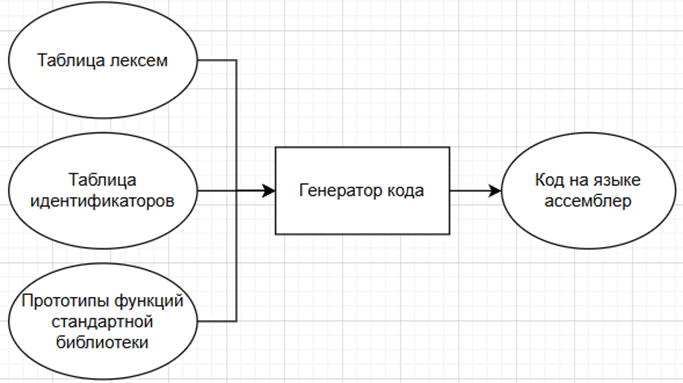 Таблица лексем
Таблица
идентификаторов
Прототипы функций
стандартной
библиотеки
Генератор кода
Код на языке
ассемблер